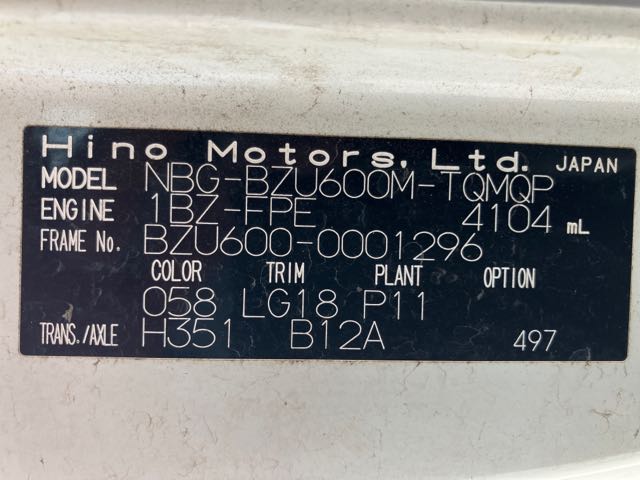 Hino Motors, Ltd. JAPAN
MODEL NBG-BZU600M-TQMQP
ENGINE 1BZ-FPE 4104 mL
FRAME No. BZU600-0001296
COLOR TRIM PLANT OPTION
058 LG18 P11
TRANS./AXLE H351 B12A 497